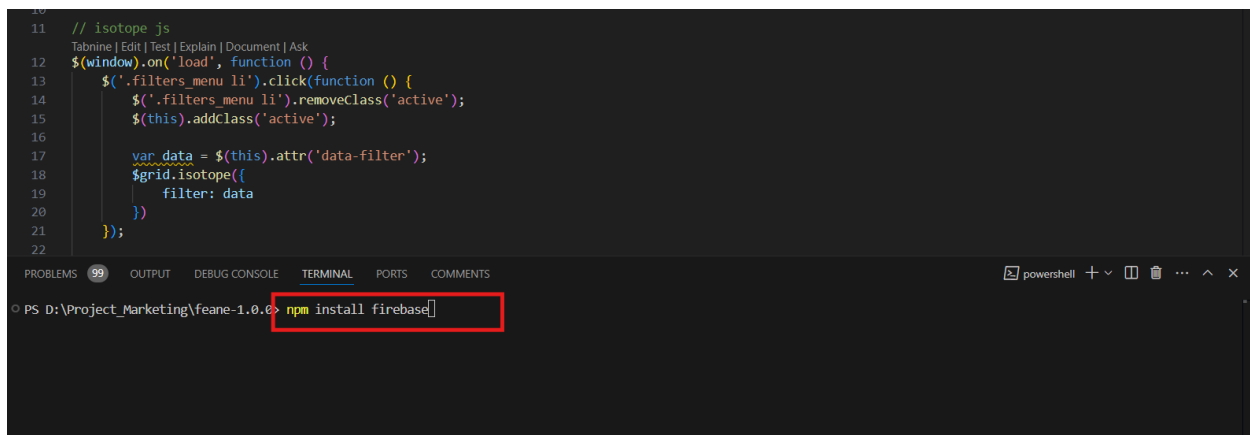 10
11 // isotope js
Tabnine | Edit | Test | Explain | Document | Ask
12 $(window).on('load', function () {
13 $('.filters_menu li').click(function () {
14 $('.filters_menu li').removeClass('active');
15 $(this).addClass('active');
16
17 var data = $(this).attr('data-filter');
18 $grid.isotope({
19 filter: data
20 })
21 });
22
PROBLEMS 99 OUTPUT DEBUG CONSOLE TERMINAL PORTS COMMENTS powershell
PS D:\Project_Marketing\feane-1.0.0> npm install firebase